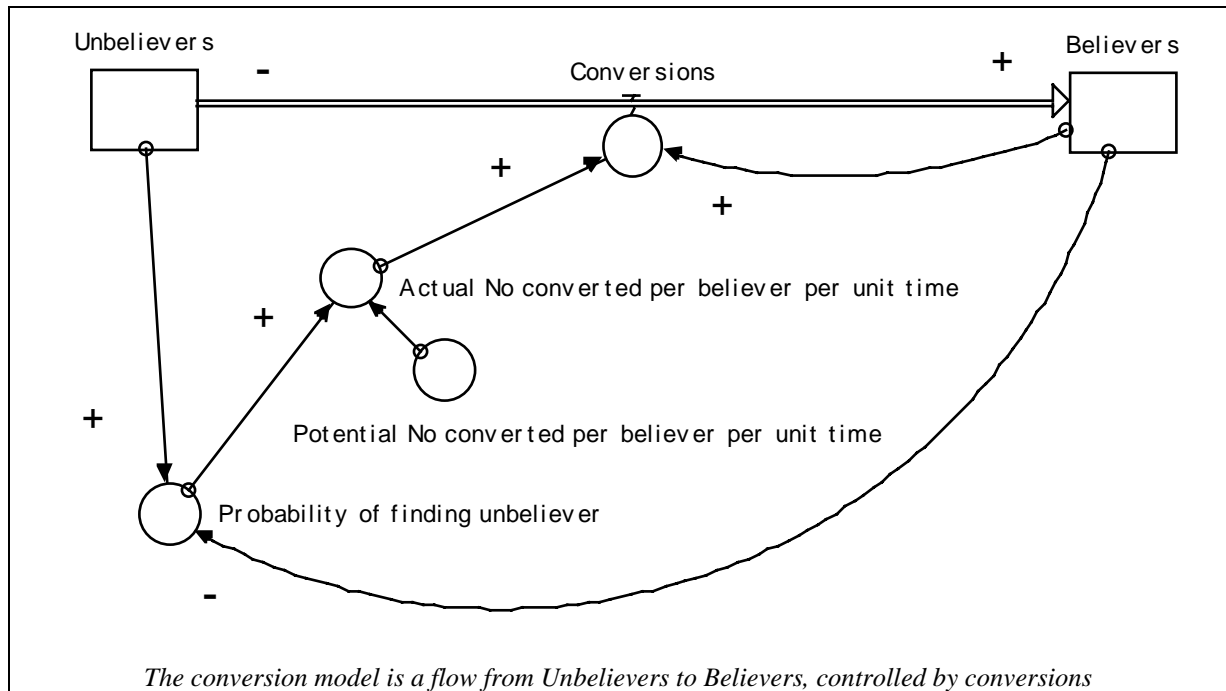 Unbelievers
Believers
-
Conversions
+
+
+
Actual No converted per believer per unit time
+
Potential No converted per believer per unit time
+
Probability of finding unbeliever
-
The conversion model is a flow from Unbelievers to Believers, controlled by conversions